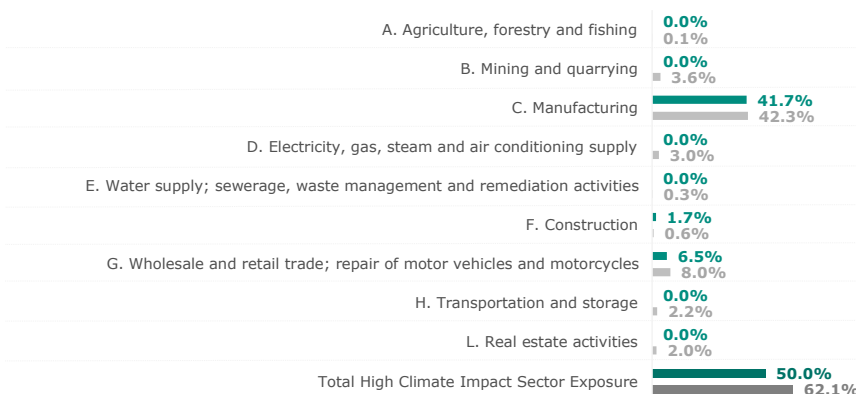 A. Agriculture, forestry and fishing
0.0%
0.1%
B. Mining and quarrying
0.0%
3.6%
C. Manufacturing
41.7%
42.3%
D. Electricity, gas, steam and air conditioning supply
0.0%
3.0%
E. Water supply; sewerage, waste management and remediation activities
0.0%
0.3%
F. Construction
1.7%
0.6%
G. Wholesale and retail trade; repair of motor vehicles and motorcycles
6.5%
8.0%
H. Transportation and storage
0.0%
2.2%
L. Real estate activities
0.0%
2.0%
Total High Climate Impact Sector Exposure
50.0%
62.1%